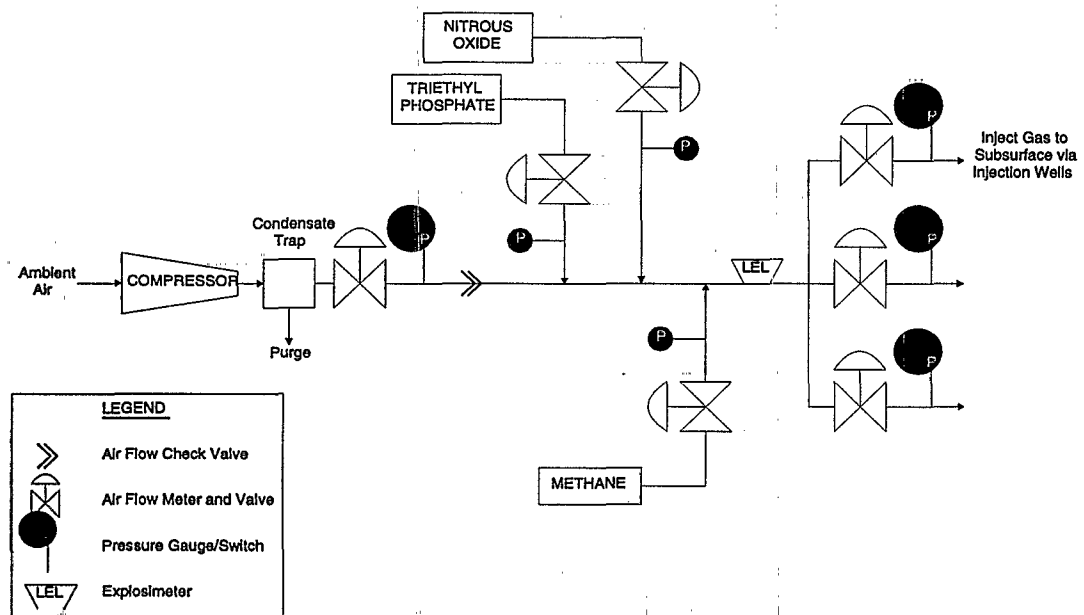 NITROUS
OXIDE
TRIETHYL
PHOSPHATE
P
P
P
Inject Gas to
Subsurface via
Injection Wells
Condensate
Trap
P
P
P
Ambient
Air
COMPRESSOR
LEL
Purge
P
P
METHANE
LEGEND
Air Flow Check Valve
Air Flow Meter and Valve
Pressure Gauge/Switch
LEL
Explosimeter